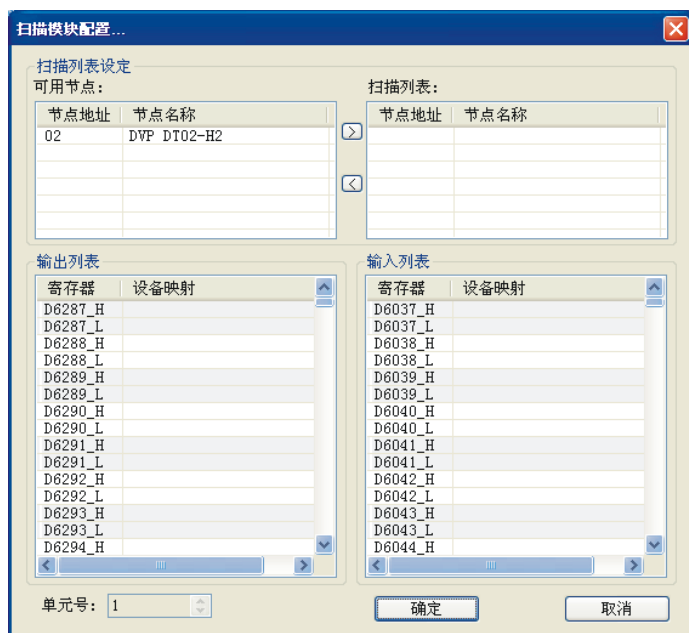 扫描模块配置...
扫描列表设定
可用节点: 扫描列表:
节点地址 节点名称 节点地址 节点名称
02 DVP DT02-H2
输出列表 输入列表
寄存器 设备映射 寄存器 设备映射
D6287_H D6037_H
D6287_L D6037_L
D6288_H D6038_H
D6288_L D6038_L
D6289_H D6039_H
D6289_L D6039_L
D6290_H D6040_H
D6290_L D6040_L
D6291_H D6041_H
D6291_L D6041_L
D6292_H D6042_H
D6292_L D6042_L
D6293_H D6043_H
D6293_L D6043_L
D6294_H D6044_H
单元号: 1 确定 取消